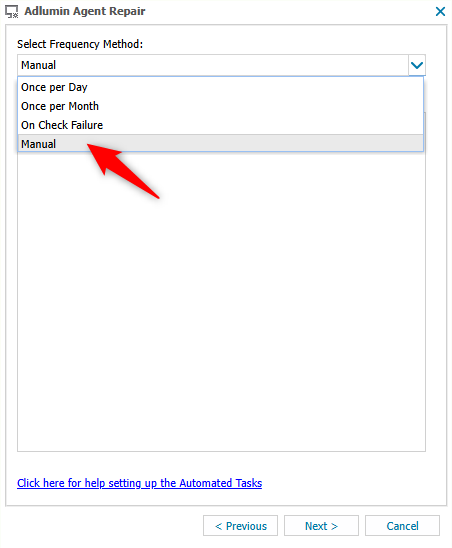 Adlumin Agent Repair
Select Frequency Method:
Manual
Once per Day
Once per Month
On Check Failure
Manual
Click here for help setting up the Automated Tasks
< Previous
Next >
Cancel